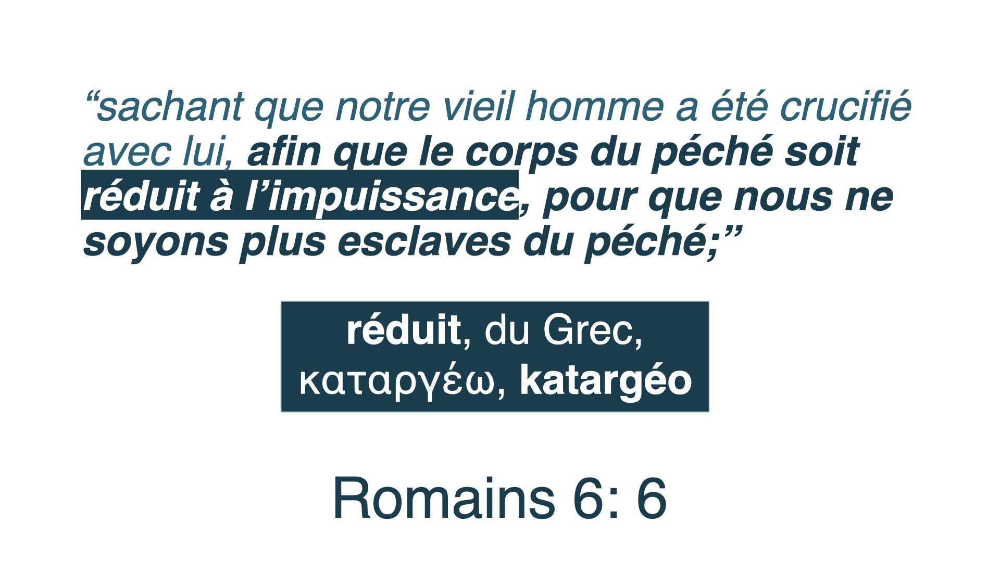 “sachant que notre vieil homme a été crucifié
avec lui, afin que le corps du péché soit
réduit à l’impuissance, pour que nous ne
soyons plus esclaves du péché;”
réduit, du Grec,
καταργέω, katargéo
Romains 6: 6